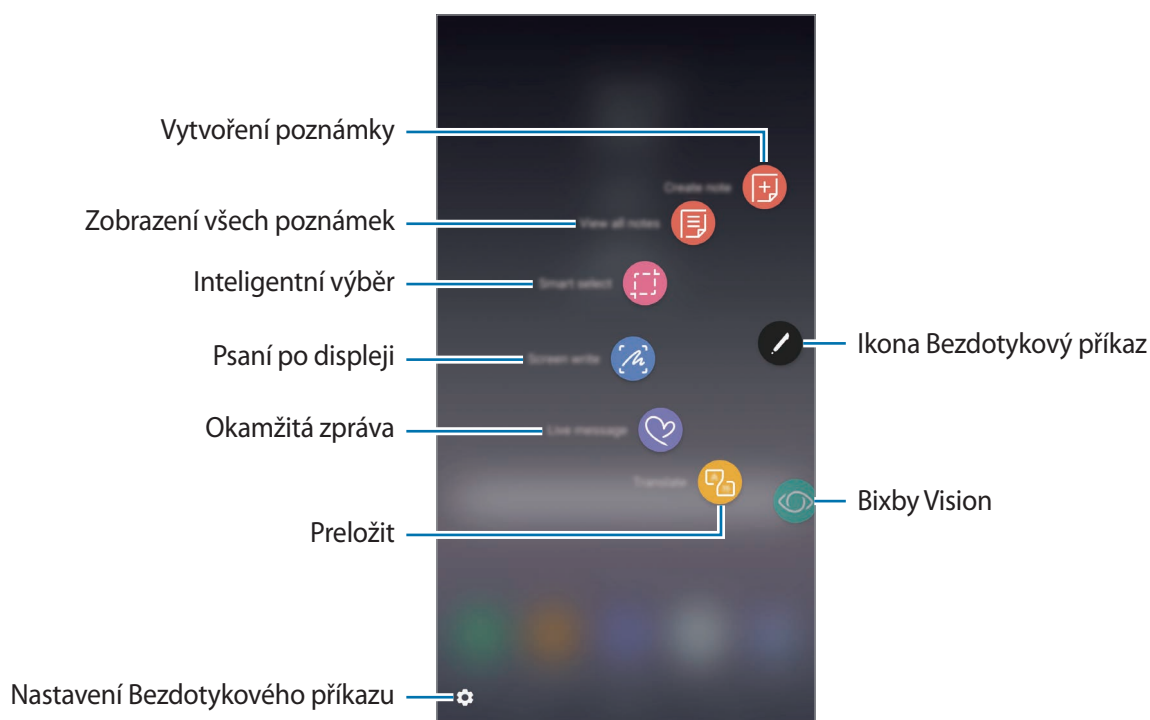 Vytvoření poznámky
Create note
Zobrazení všech poznámek
View all notes
Inteligentní výběr
Smart select
Psaní po displeji
Screen write
Ikona Bezdotykový příkaz
Okamžitá zpráva
Live message
Translate
Bixby Vision
Preložit
Nastavení Bezdotykového příkazu